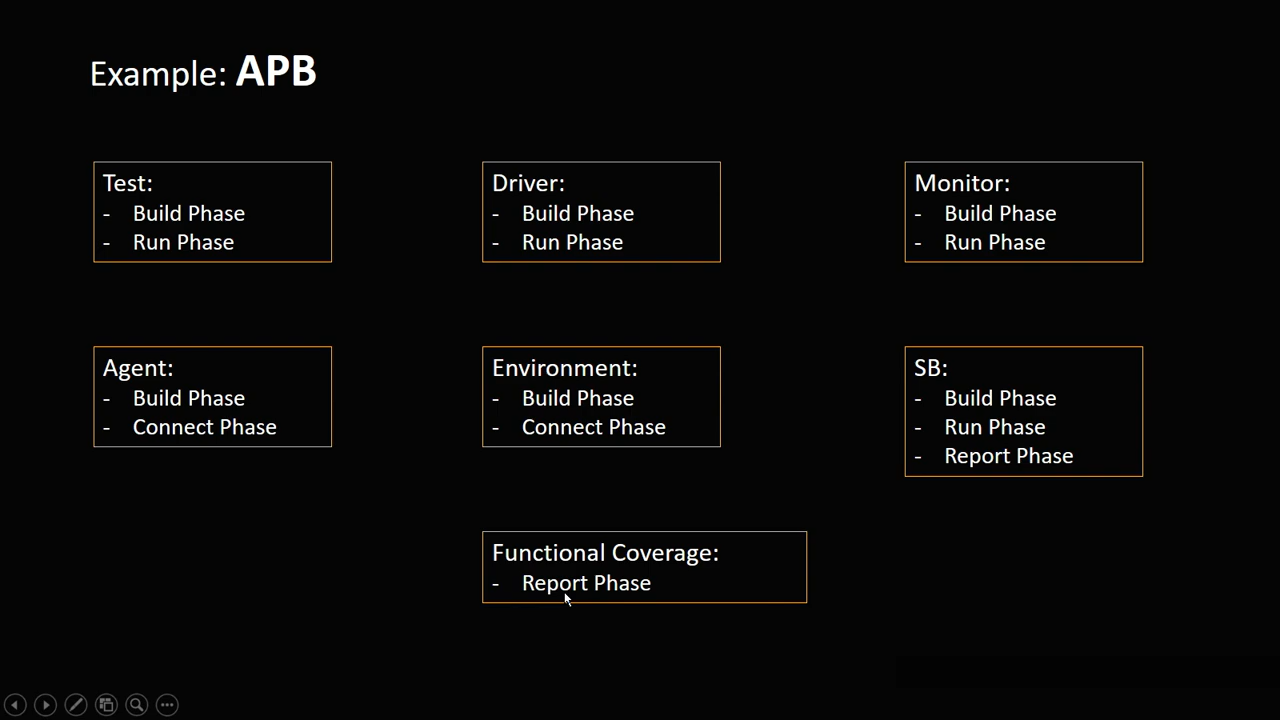 Example: APB
Test:
- Build Phase
- Run Phase
Driver:
- Build Phase
- Run Phase
Monitor:
- Build Phase
- Run Phase
Agent:
- Build Phase
- Connect Phase
Environment:
- Build Phase
- Connect Phase
SB:
- Build Phase
- Run Phase
- Report Phase
Functional Coverage:
- Report Phase